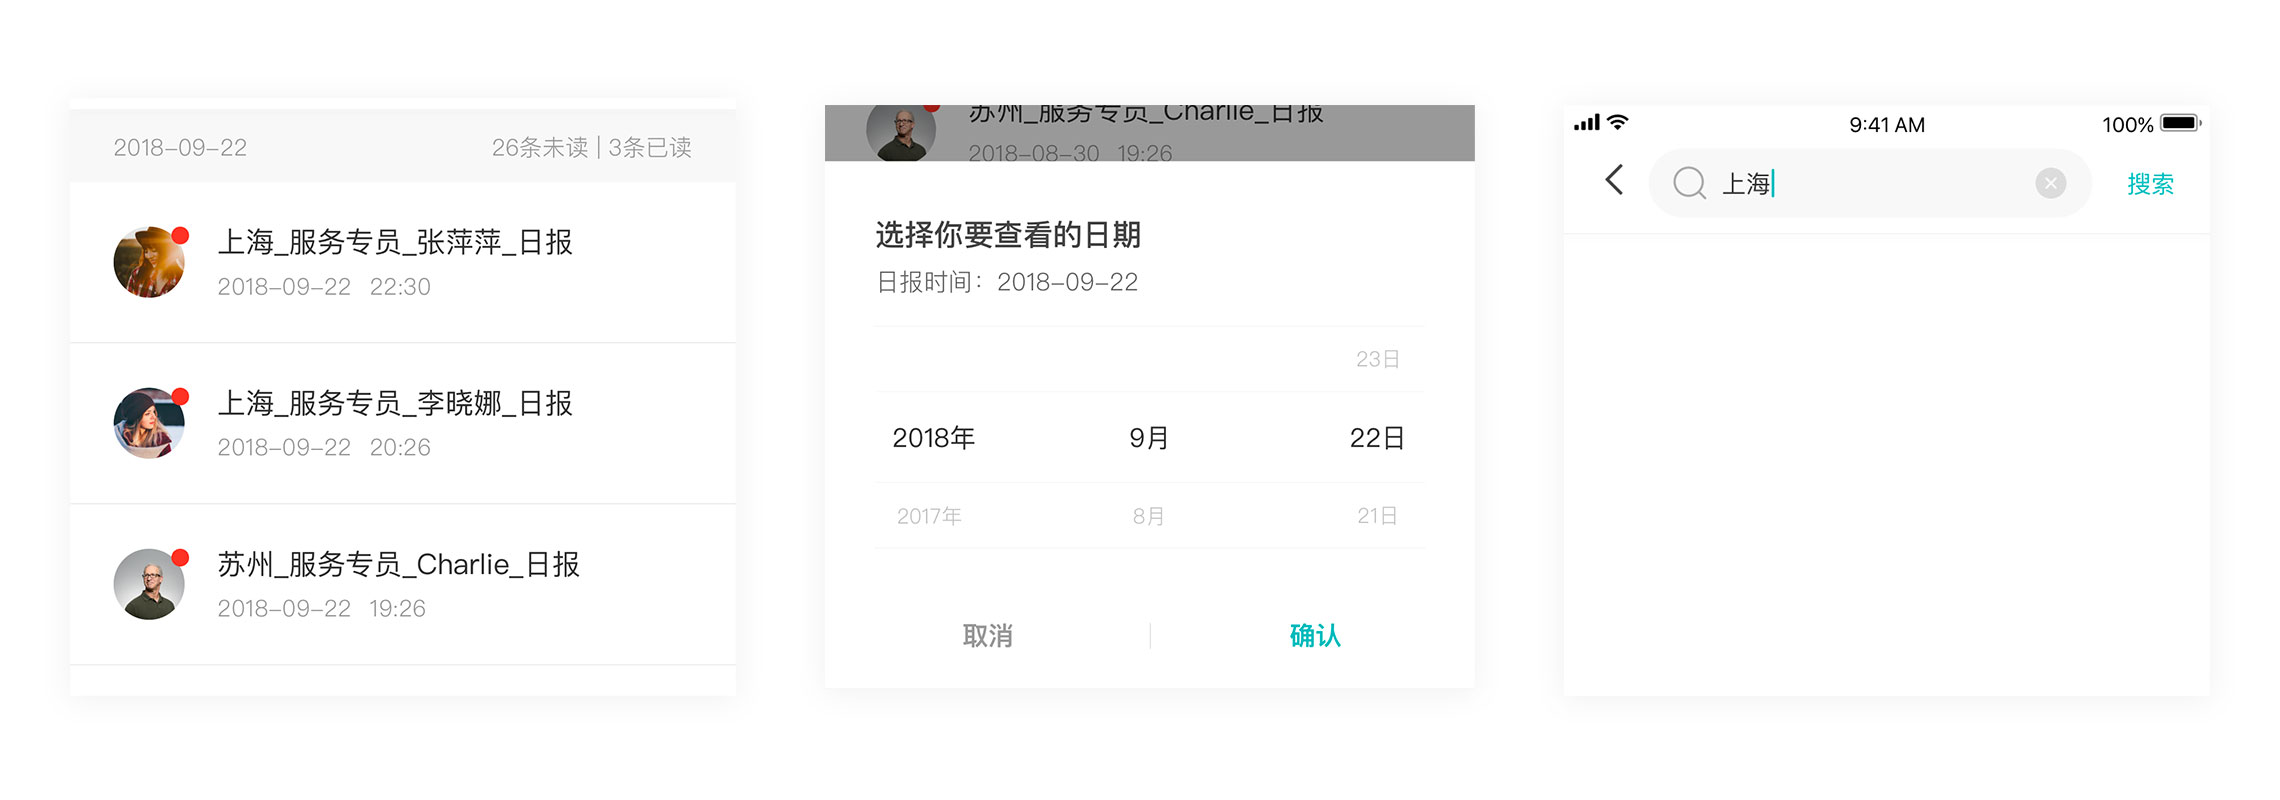 2018-09-22 26条未读 | 3条已读
上海_服务专员_张萍萍_日报
2018-09-22 22:30
上海_服务专员_李晓娜_日报
2018-09-22 20:26
苏州_服务专员_Charlie_日报
2018-09-22 19:26
苏州_服务专员_Charlie_日报
2018-08-30 19:26
选择你要查看的日期
日报时间：2018-09-22
23日
2018年 9月 22日
2017年 8月 21日
取消 确认
9:41 AM 100%
上海 搜索